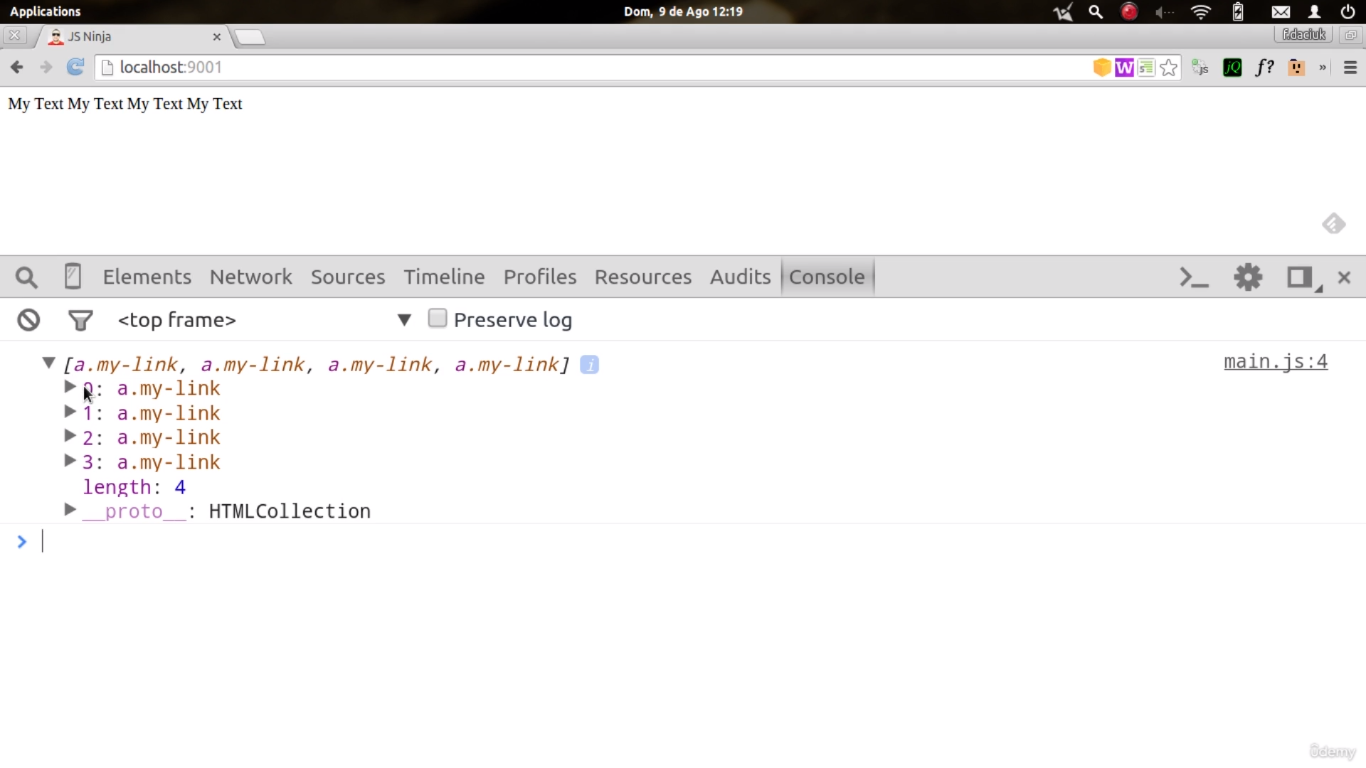 Applications
Dom, 9 de Ago 12:19
JS Ninja
f.daciuk
localhost:9001
W
js
jQ
f?
»
My Text My Text My Text My Text
Elements Network Sources Timeline Profiles Resources Audits Console
<top frame> Preserve log
[a.my-link, a.my-link, a.my-link, a.my-link] i
main.js:4
0: a.my-link
1: a.my-link
2: a.my-link
3: a.my-link
length: 4
__proto__: HTMLCollection
>
ûdemy